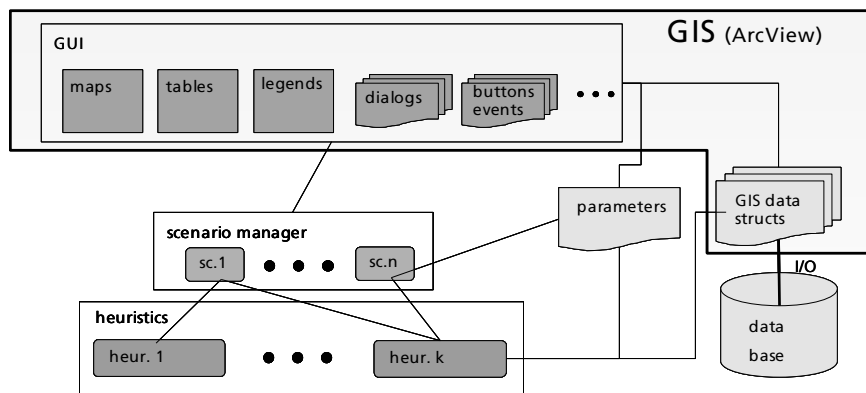 GIS (ArcView)
GUI
maps
tables
legends
dialogs
buttons
events
parameters
GIS data
structs
scenario manager
sc.1
sc.n
I/O
heuristics
data
base
heur. 1
heur. k